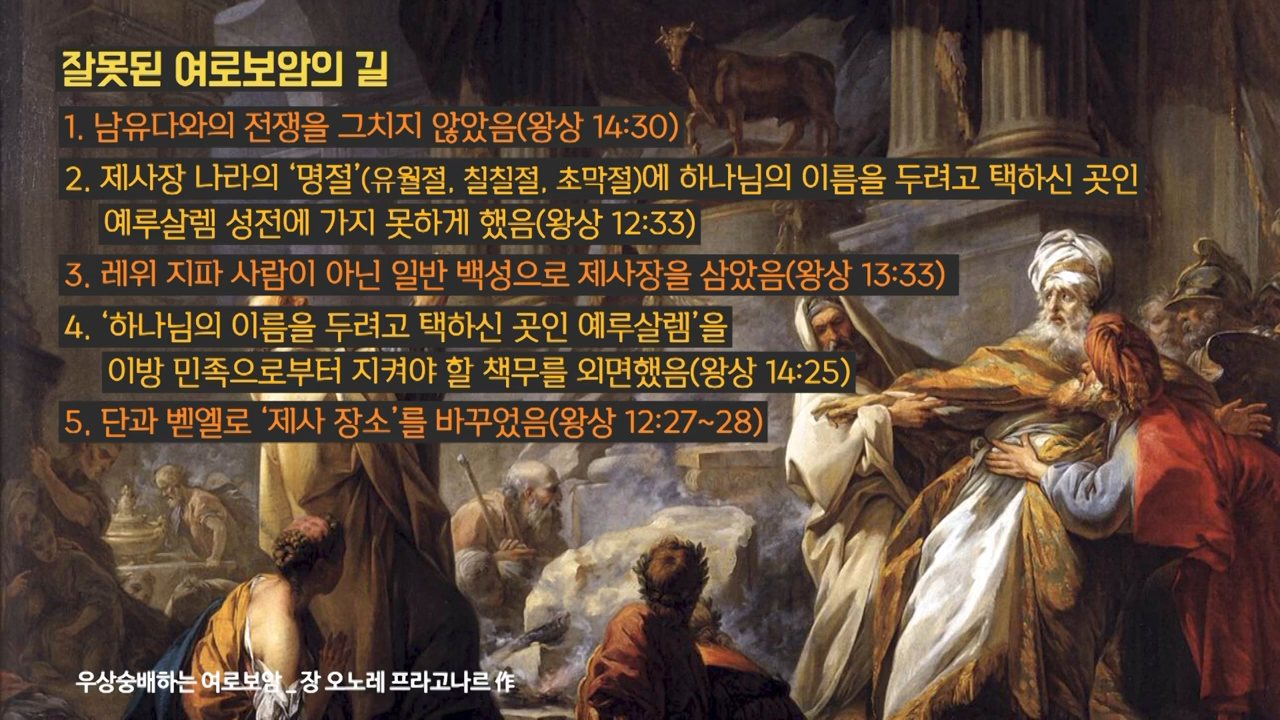 잘못된 여로보암의 길
1. 남유다와의 전쟁을 그치지 않았음(왕상 14:30)
2. 제사장 나라의 ‘명절’(유월절, 칠칠절, 초막절)에 하나님의 이름을 두려고 택하신 곳인
예루살렘 성전에 가지 못하게 했음(왕상 12:33)
3. 레위 지파 사람이 아닌 일반 백성으로 제사장을 삼았음(왕상 13:33)
4. ‘하나님의 이름을 두려고 택하신 곳인 예루살렘’을
이방 민족으로부터 지켜야 할 책무를 외면했음(왕상 14:25)
5. 단과 벧엘로 ‘제사 장소’를 바꾸었음(왕상 12:27~28)
우상숭배하는 여로보암 _ 장 오노레 프라고나르 作